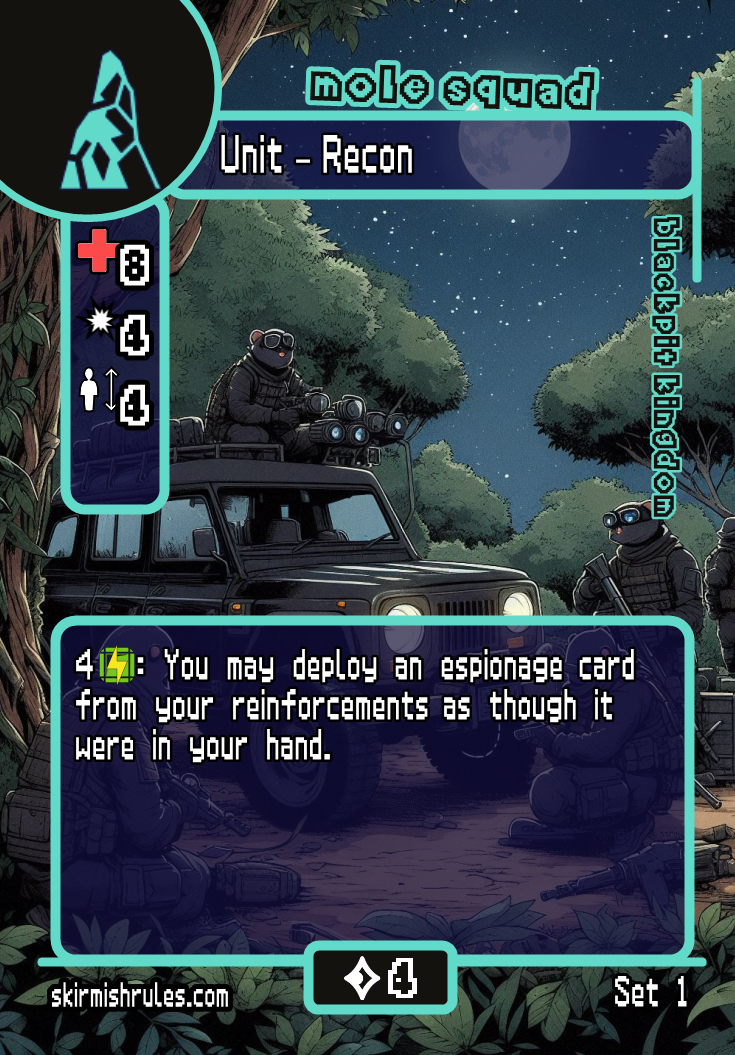 mole squad
Unit – Recon
blackpit kingdom
8
4
4
4 : You may deploy an espionage card
from your reinforcements as though it
were in your hand.
4
skirmishrules.com
Set 1